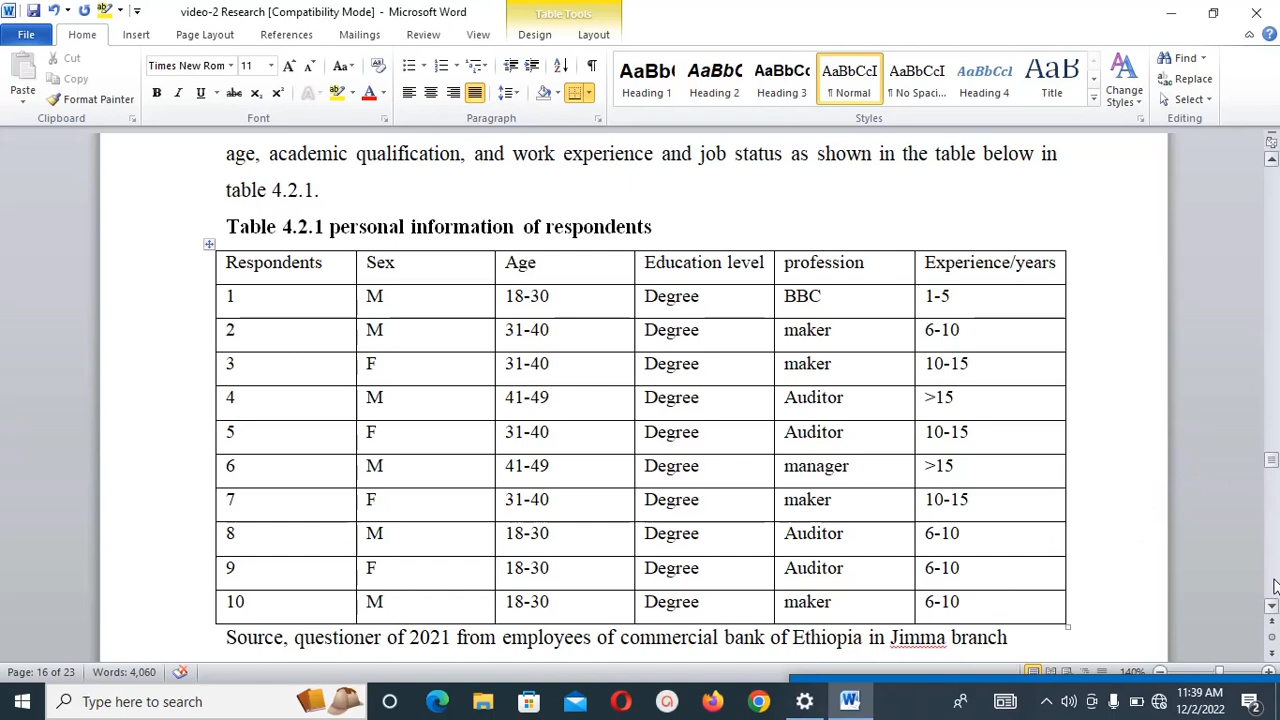 video-2 Research [Compatibility Mode] - Microsoft Word
Table Tools
File Home Insert Page Layout References Mailings Review View Design Layout
Paste
Cut
Copy
Format Painter
Clipboard
Times New Rom 11
Font
Paragraph
AaBbC AaBbCc AaBbCc AaBbCcI AaBbCcI AaBbCcI AaB
Heading 1 Heading 2 Heading 3 ¶ Normal ¶ No Spaci... Heading 4 Title
Change Styles
Styles
Find
Replace
Select
Editing
age, academic qualification, and work experience and job status as shown in the table below in
table 4.2.1.
Table 4.2.1 personal information of respondents
Respondents Sex Age Education level profession Experience/years
1 M 18-30 Degree BBC 1-5
2 M 31-40 Degree maker 6-10
3 F 31-40 Degree maker 10-15
4 M 41-49 Degree Auditor >15
5 F 31-40 Degree Auditor 10-15
6 M 41-49 Degree manager >15
7 F 31-40 Degree maker 10-15
8 M 18-30 Degree Auditor 6-10
9 F 18-30 Degree Auditor 6-10
10 M 18-30 Degree maker 6-10
Source, questioner of 2021 from employees of commercial bank of Ethiopia in Jimma branch
Page: 16 of 23 Words: 4,060 140%
Type here to search
11:39 AM
12/2/2022
2